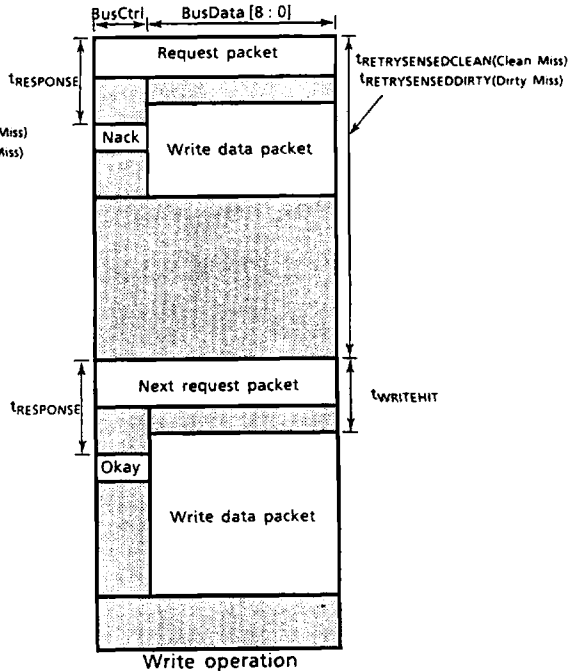 BusCtrl BusData [8 : 0]
Request packet
tRESPONSE
tRETRYSENSEDCLEAN(Clean Miss)
tRETRYSENSEDDIRTY(Dirty Miss)
Miss)
Miss)
Nack
Write data packet
Next request packet
tRESPONSE
tWRITEHIT
Okay
Write data packet
Write operation